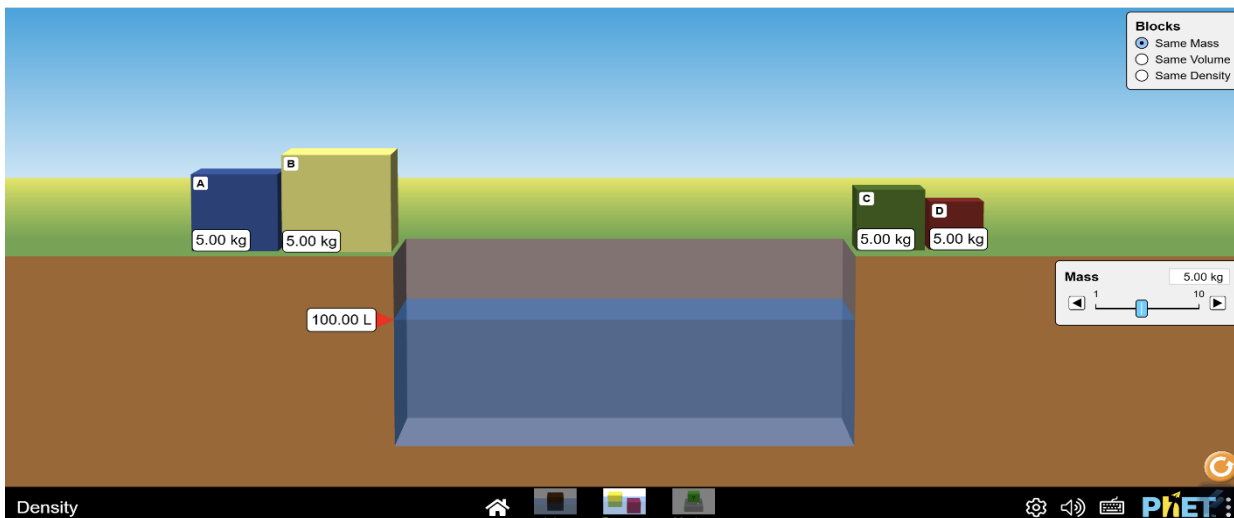 Blocks
Same Mass
Same Volume
Same Density
B
A
C
D
5.00 kg
5.00 kg
5.00 kg
5.00 kg
Mass
5.00 kg
1
10
100.00 L
Density
PhET